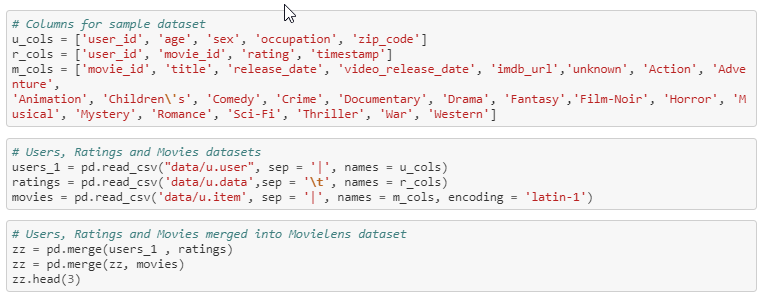 # Columns for sample dataset
u_cols = ['user_id', 'age', 'sex', 'occupation', 'zip_code']
r_cols = ['user_id', 'movie_id', 'rating', 'timestamp']
m_cols = ['movie_id', 'title', 'release_date', 'video_release_date', 'imdb_url','unknown', 'Action', 'Adve
nture',
'Animation', 'Children\'s', 'Comedy', 'Crime', 'Documentary', 'Drama', 'Fantasy','Film-Noir', 'Horror', 'M
usical', 'Mystery', 'Romance', 'Sci-Fi', 'Thriller', 'War', 'Western']
# Users, Ratings and Movies datasets
users_1 = pd.read_csv("data/u.user", sep = '|', names = u_cols)
ratings = pd.read_csv('data/u.data',sep = '\t', names = r_cols)
movies = pd.read_csv('data/u.item', sep = '|', names = m_cols, encoding = 'latin-1')
# Users, Ratings and Movies merged into Movielens dataset
zz = pd.merge(users_1 , ratings)
zz = pd.merge(zz, movies)
zz.head(3)